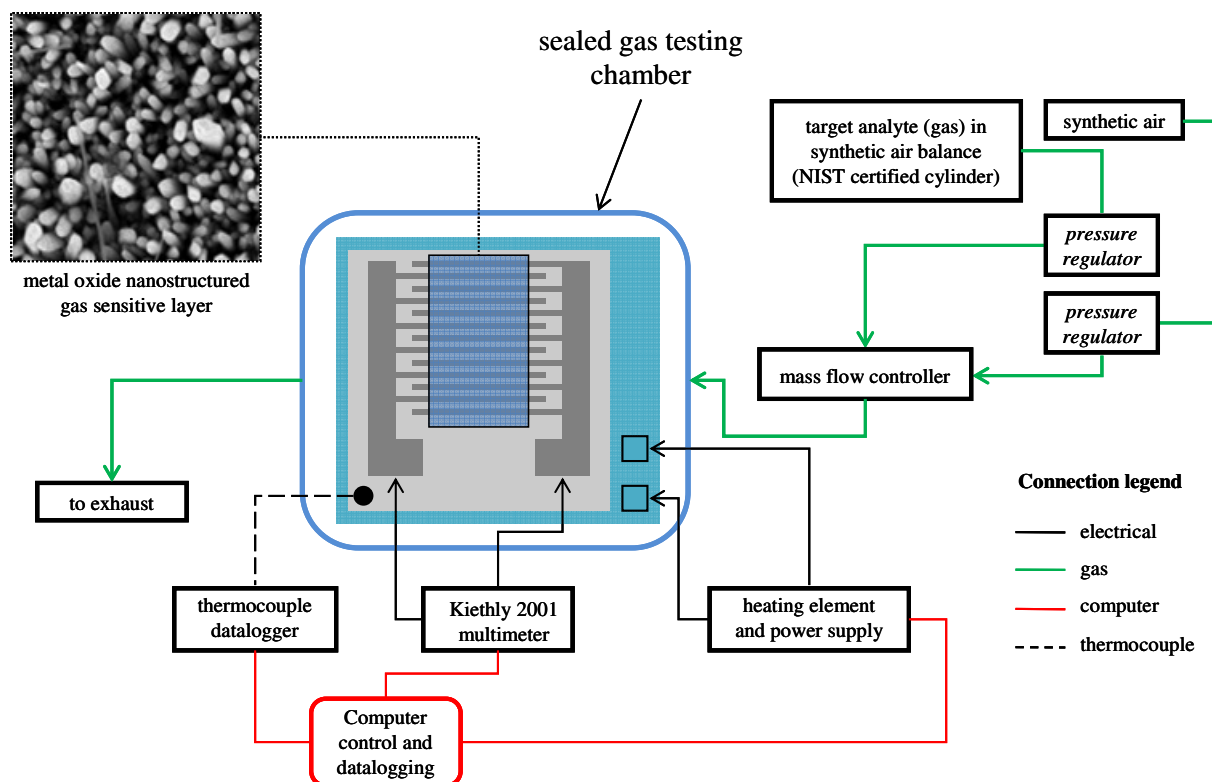 sealed gas testing
chamber
target analyte (gas) in
synthetic air balance
(NIST certified cylinder)
synthetic air
pressure
regulator
metal oxide nanostructured
gas sensitive layer
pressure
regulator
mass flow controller
to exhaust
Connection legend
electrical
gas
computer
thermocouple
thermocouple
datalogger
Kiethly 2001
multimeter
heating element
and power supply
Computer
control and
datalogging